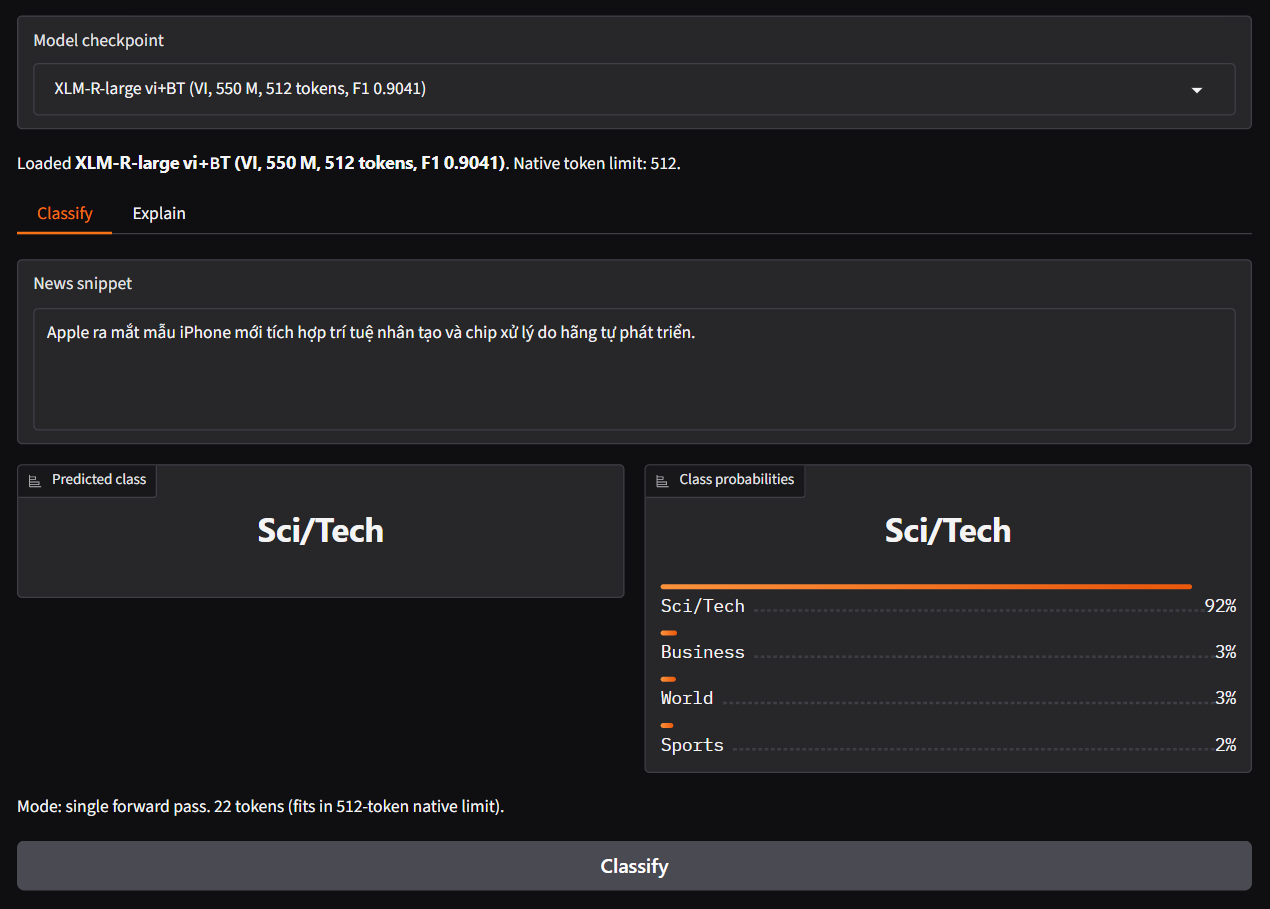 Model checkpoint
XLM-R-large vi+BT (VI, 550 M, 512 tokens, F1 0.9041)
Loaded XLM-R-large vi+BT (VI, 550 M, 512 tokens, F1 0.9041). Native token limit: 512.
Classify Explain
News snippet
Apple ra mắt mẫu iPhone mới tích hợp trí tuệ nhân tạo và chip xử lý do hãng tự phát triển.
Predicted class
Sci/Tech
Class probabilities
Sci/Tech
Sci/Tech 92%
Business 3%
World 3%
Sports 2%
Mode: single forward pass. 22 tokens (fits in 512-token native limit).
Classify